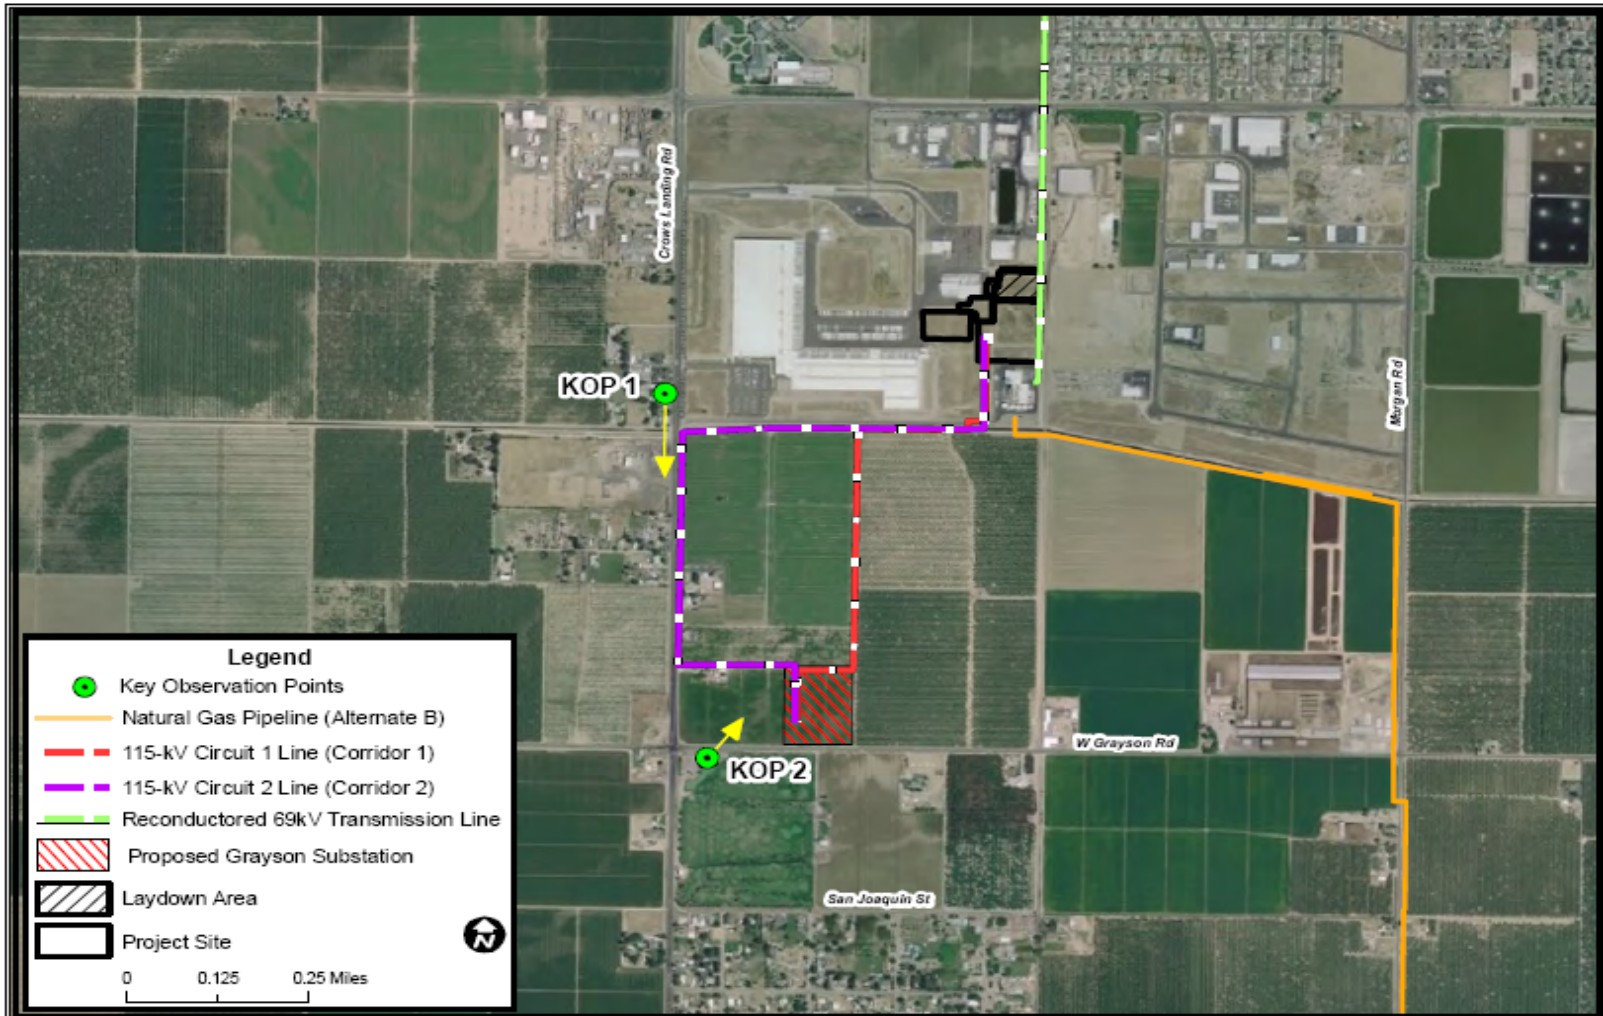 Crows Landing Rd
KOP 1
Morgan Rd
W Grayson Rd
KOP 2
San Joaquin St
Legend
Key Observation Points
Natural Gas Pipeline (Alternate B)
115-kV Circuit 1 Line (Corridor 1)
115-kV Circuit 2 Line (Corridor 2)
Reconductored 69kV Transmission Line
Proposed Grayson Substation
Laydown Area
Project Site
N
0 0.125 0.25 Miles